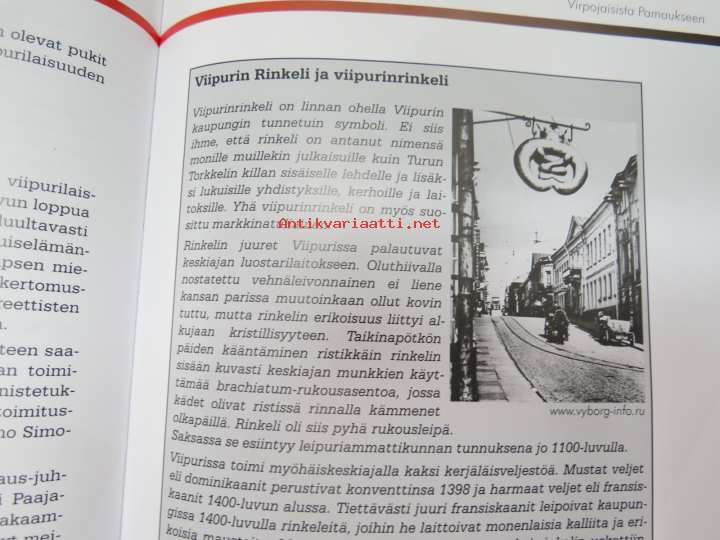 Virpojaisista Pamaukseen
n olevat pukit
purilaisuuden
viipurilais-
vun loppua
luultavasti
uiselämän-
psen mie-
kertomus-
reettisten
teen saa-
an toimi-
nistetuk-
toimitus-
no Simo-
aus-juh-
i Paaja-
akaam-
yt mei-
Viipurin Rinkeli ja viipurinrinkeli
Viipurinrinkeli on linnan ohella Viipurin
kaupungin tunnetuin symboli. Ei siis
ihme, että rinkeli on antanut nimensä
monille muillekin julkaisuille kuin Turun
Torkkelin killan sisäiselle lehdelle ja lisäk-
si lukuisille yhdistyksille, kerhoille ja lai-
toksille. Yhä viipurinrinkeli on myös suo-
sittu
Antikvariaatti.net
Rinkelin juuret Viipurissa palautuvat
keskiajan luostarilaitokseen. Oluthiivalla
nostatettu vehnäleivonnainen ei liene
kansan parissa muutoinkaan ollut kovin
tuttu, mutta rinkelin erikoisuus liittyi al-
kujaan kristillisyyteen. Taikinapötkön
päiden kääntäminen ristikkäin rinkelin
sisään kuvasti keskiajan munkkien käyt-
tämää brachiatum-rukousasentoa, jossa
kädet olivat ristissä rinnalla kämmenet
olkapäillä. Rinkeli oli siis pyhä rukousleipä.
Saksassa se esiintyy leipuriammattikunnan tunnuksena jo 1100-luvulla.
www.vyborg-info.ru
Viipurissa toimi myöhäiskeskiajalla kaksi kerjäläisveljestöä. Mustat veljet
eli dominikaanit perustivat konventtinsa 1398 ja harmaat veljet eli fransis-
kaanit 1400-luvun alussa. Tiettävästi juuri fransiskaanit leipoivat kaupun-
gissa 1400-luvulla rinkeleitä, joihin he laittoivat monenlaisia kalliita ja eri-
koisia